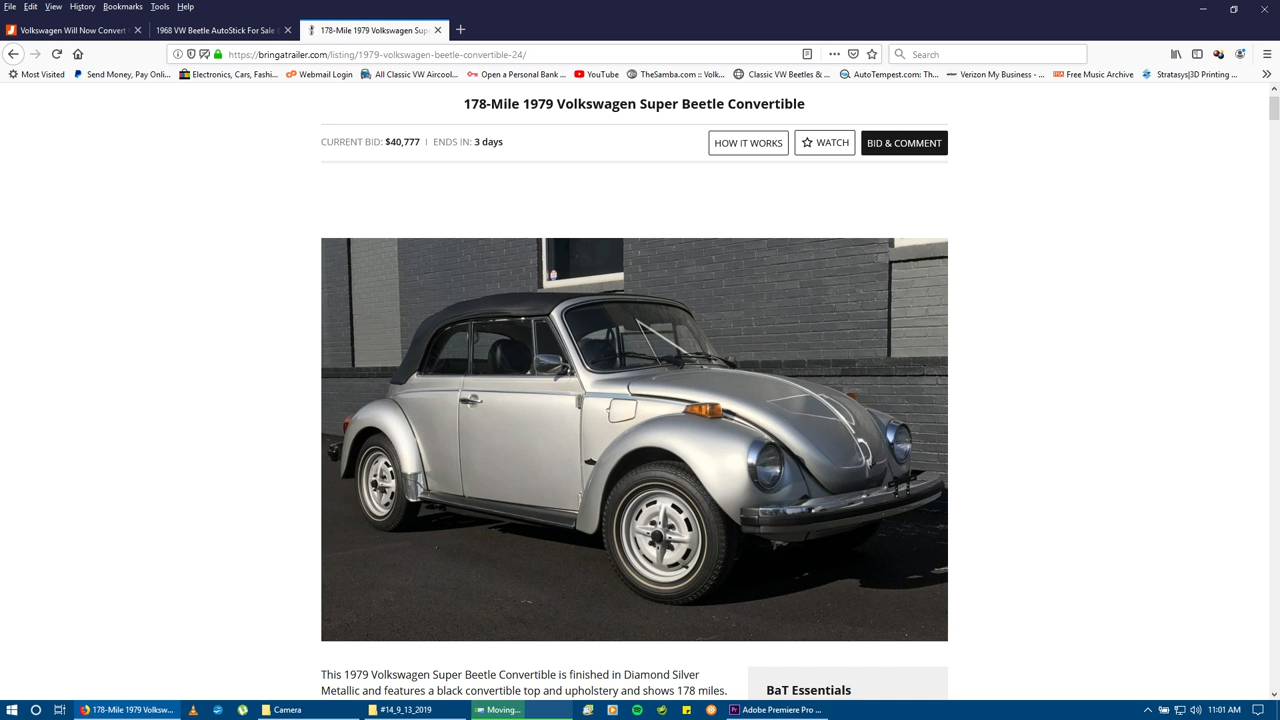 File Edit View History Bookmarks Tools Help
Volkswagen Will Now Convert
1968 VW Beetle AutoStick For Sale
178-Mile 1979 Volkswagen Supe
https://bringatrailer.com/listing/1979-volkswagen-beetle-convertible-24/
Search
Most Visited
Send Money, Pay Onli...
Electronics, Cars, Fashi...
Webmail Login
All Classic VW Aircool...
Open a Personal Bank ...
YouTube
TheSamba.com :: Volk...
Classic VW Beetles & ...
AutoTempest.com: Th...
Verizon My Business - ...
Free Music Archive
Stratasys|3D Printing ...
178-Mile 1979 Volkswagen Super Beetle Convertible
CURRENT BID: $40,777 | ENDS IN: 3 days
HOW IT WORKS
WATCH
BID & COMMENT
This 1979 Volkswagen Super Beetle Convertible is finished in Diamond Silver
Metallic and features a black convertible top and upholstery and shows 178 miles.
BaT Essentials
178-Mile 1979 Volksw...
Camera
#14_9_13_2019
Moving...
Adobe Premiere Pro ...
11:01 AM